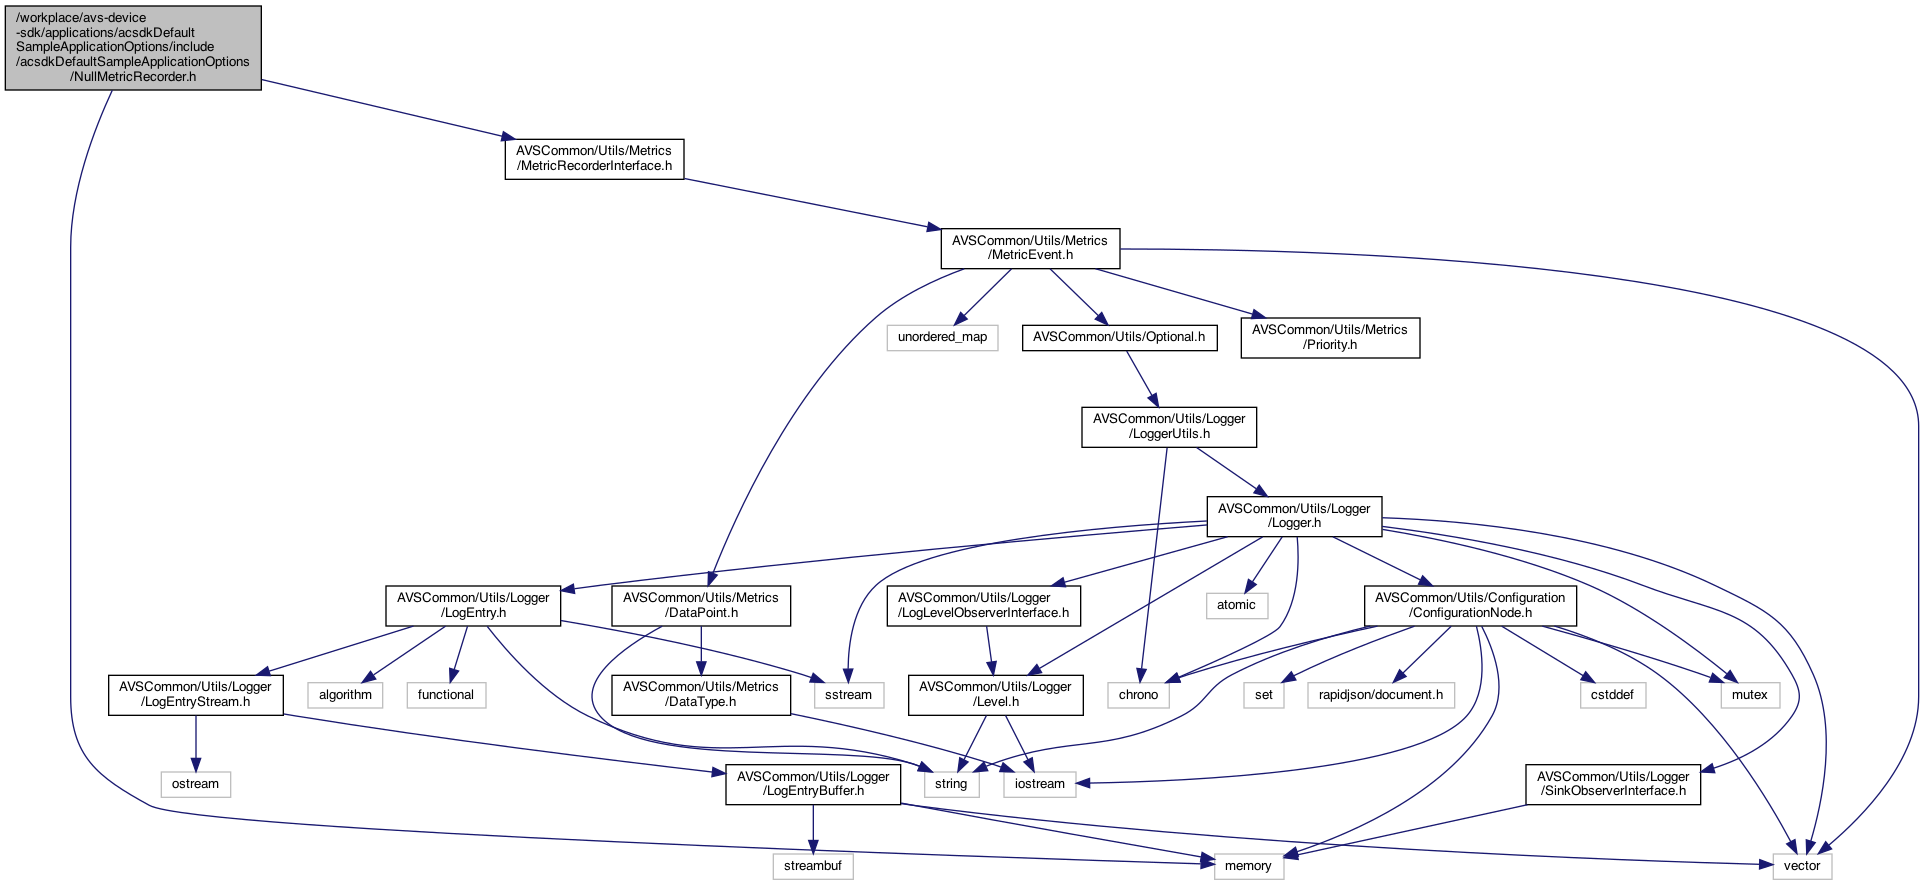 /workplace/avs-device
-sdk/applications/acsdkDefault
SampleApplicationOptions/include
/acsdkDefaultSampleApplicationOptions
/NullMetricRecorder.h
AVSCommon/Utils/Metrics
/MetricRecorderInterface.h
AVSCommon/Utils/Metrics
/MetricEvent.h
unordered_map
AVSCommon/Utils/Optional.h
AVSCommon/Utils/Metrics
/Priority.h
AVSCommon/Utils/Logger
/LoggerUtils.h
AVSCommon/Utils/Logger
/Logger.h
AVSCommon/Utils/Logger
/LogEntry.h
AVSCommon/Utils/Metrics
/DataPoint.h
AVSCommon/Utils/Logger
/LogLevelObserverInterface.h
atomic
AVSCommon/Utils/Configuration
/ConfigurationNode.h
AVSCommon/Utils/Logger
/LogEntryStream.h
algorithm
functional
AVSCommon/Utils/Metrics
/DataType.h
sstream
AVSCommon/Utils/Logger
/Level.h
chrono
set
rapidjson/document.h
cstddef
mutex
ostream
AVSCommon/Utils/Logger
/LogEntryBuffer.h
string
iostream
AVSCommon/Utils/Logger
/SinkObserverInterface.h
streambuf
memory
vector